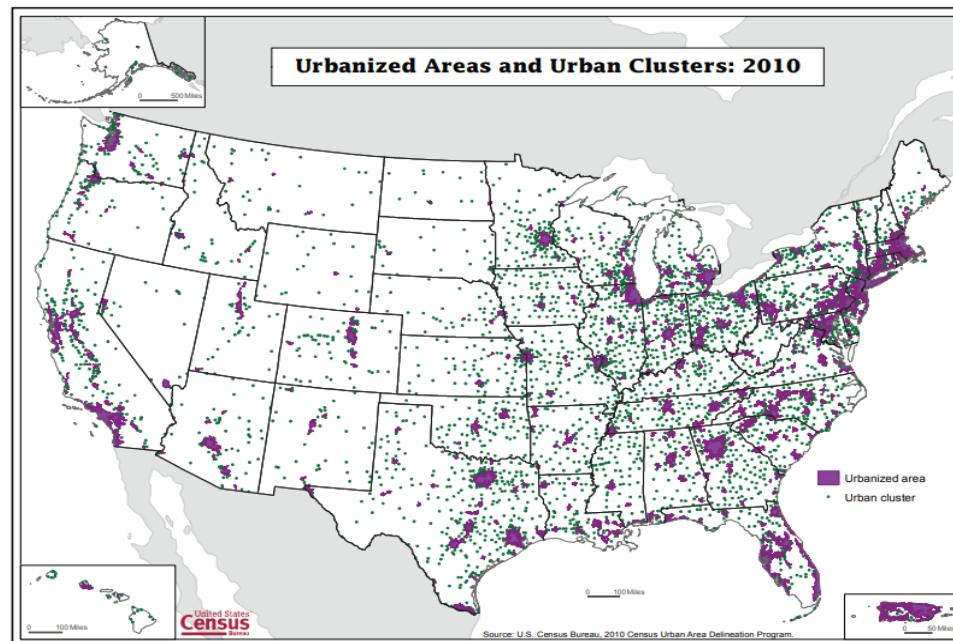 Urbanized Areas and Urban Clusters: 2010
0 500 Miles
Urbanized area
Urban cluster
0 100 Miles
0 100 Miles
United States
Census
Bureau
0 50 Miles
Source: U.S. Census Bureau, 2010 Census Urban Area Delineation Program.